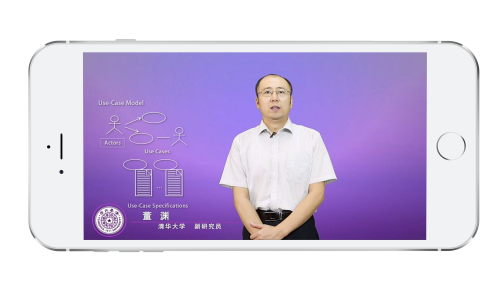 Use-Case Model
Actors
Use Cases
...
Use-Case Specifications
董 渊
清华大学 副研究员